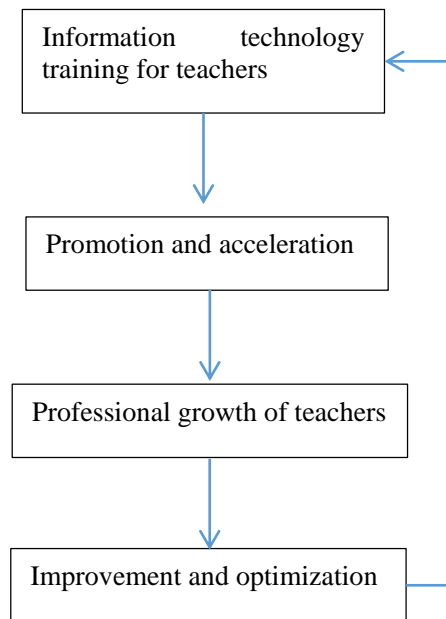 Information technology
training for teachers
Promotion and acceleration
Professional growth of teachers
Improvement and optimization